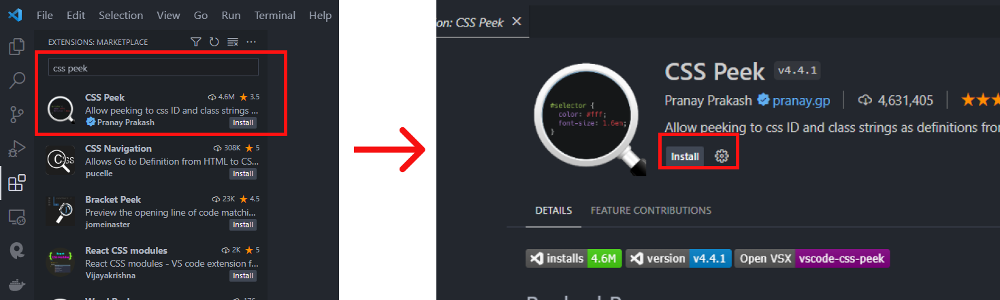 File Edit Selection View Go Run Terminal Help
EXTENSIONS: MARKETPLACE
css peek
CSS Peek 4.6M 3.5
Allow peeking to css ID and class strings ...
Pranay Prakash Install
CSS Navigation 308K 5
Allows Go to Definition from HTML to CS...
pucelle Install
Bracket Peek 23K 4.5
Preview the opening line of code matchi...
jomeinaster Install
React CSS modules 2K 5
React CSS modules - VS code extension f...
Vijayakrishna Install
on: CSS Peek
#selector {
color: #fff;
font-size: 1.6em;
}
CSS Peek v4.4.1
Pranay Prakash pranay.gp 4,631,405
Allow peeking to css ID and class strings as definitions fro
Install
DETAILS FEATURE CONTRIBUTIONS
installs 4.6M version v4.4.1 Open VSX vscode-css-peek